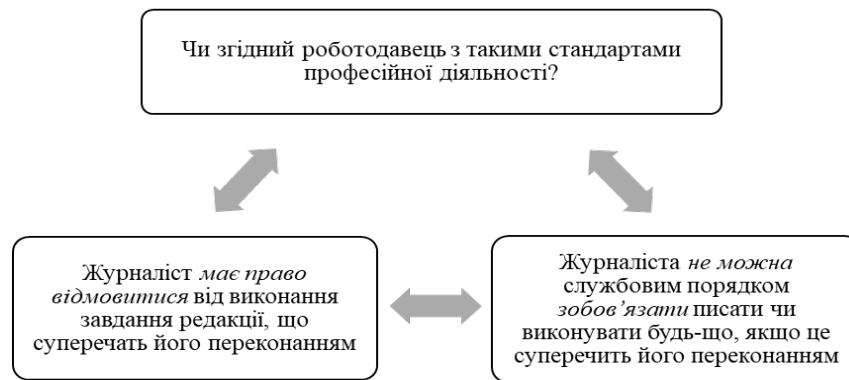 Чи згідний роботодавець з такими стандартами
професійної діяльності?
Журналіст має право
відмовитися від виконання
завдання редакції, що
суперечать його переконанням
Журналіста не можна
службовим порядком
зобов’язати писати чи
виконувати будь-що, якщо це
суперечить його переконанням